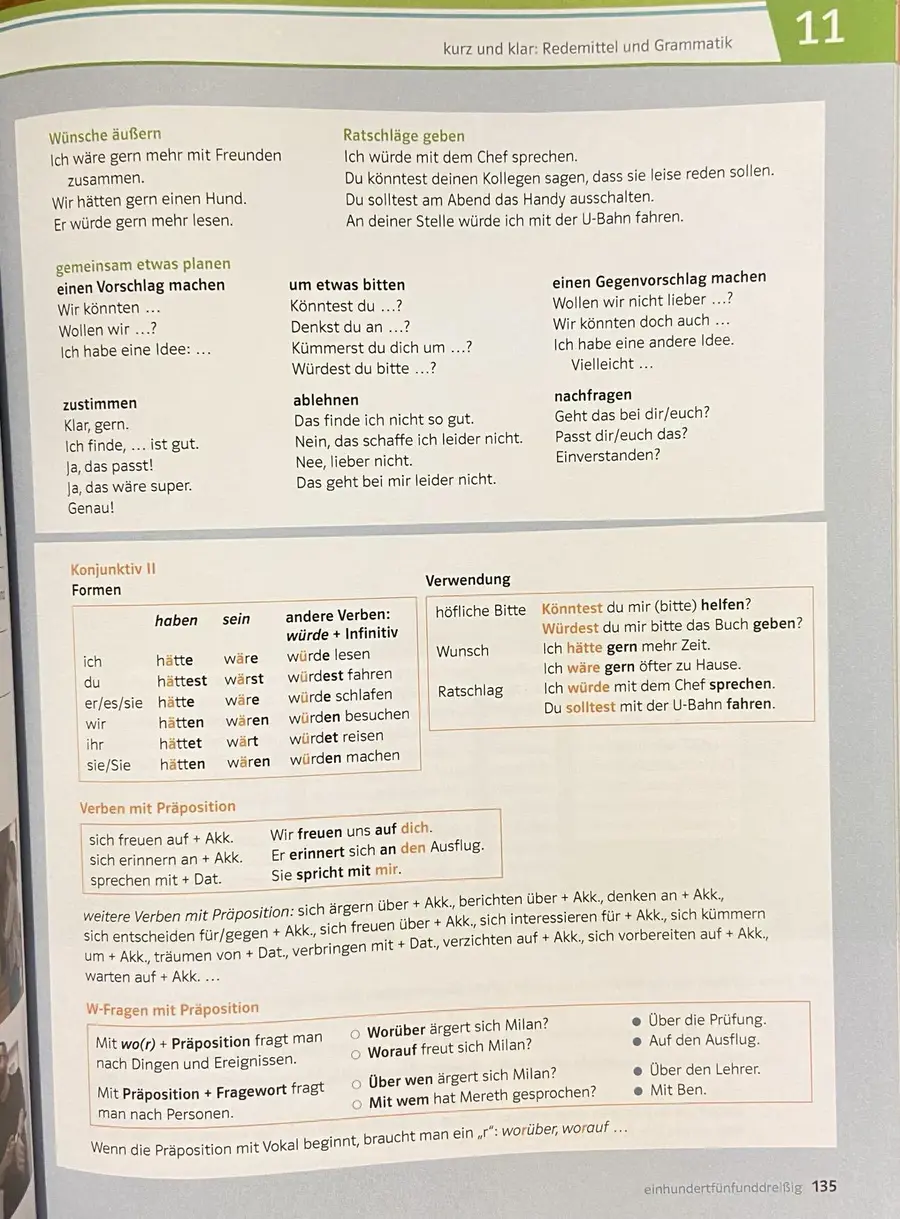 kurz und klar: Redemittel und Grammatik
11
Wünsche äußern
Ich wäre gern mehr mit Freunden
zusammen.
Wir hätten gern einen Hund.
Er würde gern mehr lesen.
Ratschläge geben
Ich würde mit dem Chef sprechen.
Du könntest deinen Kollegen sagen, dass sie leise reden sollen.
Du solltest am Abend das Handy ausschalten.
An deiner Stelle würde ich mit der U-Bahn fahren.
gemeinsam etwas planen
einen Vorschlag machen
Wir könnten …
Wollen wir …?
Ich habe eine Idee: …
um etwas bitten
Könntest du …?
Denkst du an …?
Kümmerst du dich um …?
Würdest du bitte …?
einen Gegenvorschlag machen
Wollen wir nicht lieber …?
Wir könnten doch auch …
Ich habe eine andere Idee.
Vielleicht …
zustimmen
Klar, gern.
Ich finde, … ist gut.
Ja, das passt!
Ja, das wäre super.
Genau!
ablehnen
Das finde ich nicht so gut.
Nein, das schaffe ich leider nicht.
Nee, lieber nicht.
Das geht bei mir leider nicht.
nachfragen
Geht das bei dir/euch?
Passt dir/euch das?
Einverstanden?
Konjunktiv II
Formen
haben sein andere Verben:
würde + Infinitiv
ich hätte wäre würde lesen
du hättest wärst würdest fahren
er/es/sie hätte wäre würde schlafen
wir hätten wären würden besuchen
ihr hättet wärt würdet reisen
sie/Sie hätten wären würden machen
Verwendung
höfliche Bitte Könntest du mir (bitte) helfen?
Würdest du mir bitte das Buch geben?
Wunsch Ich hätte gern mehr Zeit.
Ich wäre gern öfter zu Hause.
Ratschlag Ich würde mit dem Chef sprechen.
Du solltest mit der U-Bahn fahren.
Verben mit Präposition
sich freuen auf + Akk. Wir freuen uns auf dich.
sich erinnern an + Akk. Er erinnert sich an den Ausflug.
sprechen mit + Dat. Sie spricht mit mir.
weitere Verben mit Präposition: sich ärgern über + Akk., berichten über + Akk., denken an + Akk.,
sich entscheiden für/gegen + Akk., sich freuen über + Akk., sich interessieren für + Akk., sich kümmern
um + Akk., träumen von + Dat., verbringen mit + Dat., verzichten auf + Akk., sich vorbereiten auf + Akk.,
warten auf + Akk. …
W-Fragen mit Präposition
Mit wo(r) + Präposition fragt man
nach Dingen und Ereignissen.
○ Worüber ärgert sich Milan?
○ Worauf freut sich Milan?
● Über die Prüfung.
● Auf den Ausflug.
Mit Präposition + Fragewort fragt
man nach Personen.
○ Über wen ärgert sich Milan?
○ Mit wem hat Mereth gesprochen?
● Über den Lehrer.
● Mit Ben.
Wenn die Präposition mit Vokal beginnt, braucht man ein „r“: worüber, worauf …
einhundertfünfunddreißig 135